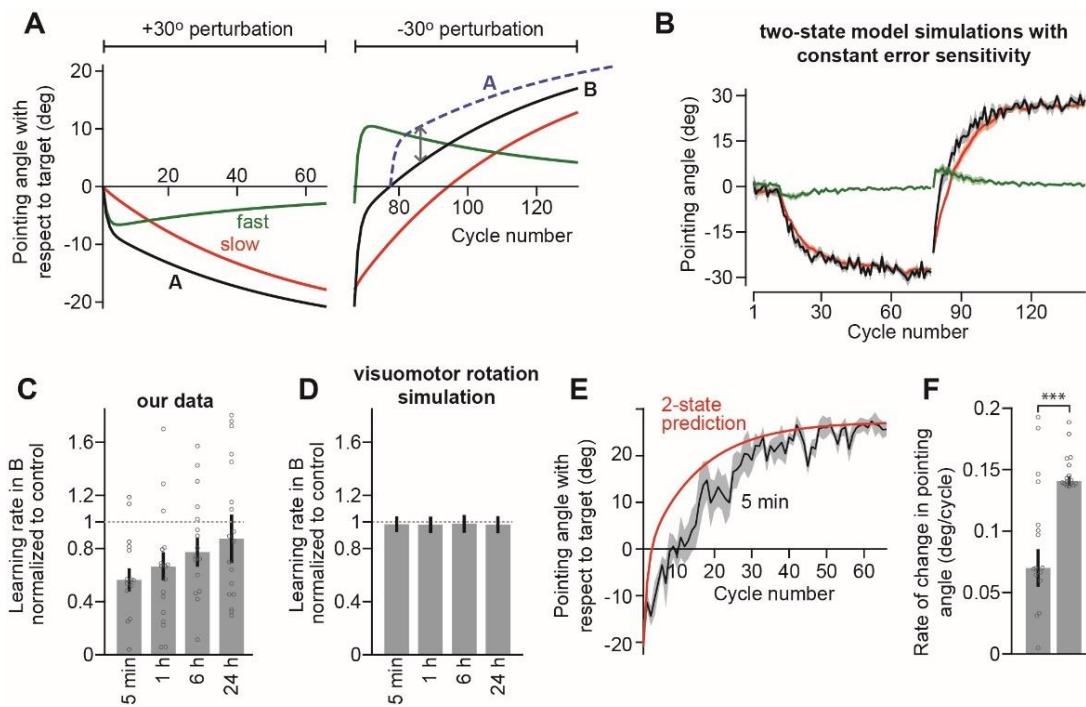 A
+30º perturbation
-30º perturbation
Pointing angle with
respect to target (deg)
20
10
0
-10
-20
20
40
60
fast
slow
A
A
B
80
100
120
Cycle number
B
two-state model simulations with
constant error sensitivity
Pointing angle (deg)
30
15
0
-15
-30
1
30
60
90
120
Cycle number
C
our data
Learning rate in B
normalized to control
1.6
1.2
1
0.8
0.4
0
5 min
1 h
6 h
24 h
D
visuomotor rotation
simulation
Learning rate in B
normalized to control
1.6
1.2
1
0.8
0.4
0
5 min
1 h
6 h
24 h
E
2-state
prediction
5 min
Pointing angle with
respect to target (deg)
20
10
0
-10
-20
10
20
30
40
50
60
Cycle number
F
***
Rate of change in pointing
angle (deg/cycle)
0.2
0.15
0.1
0.05
0